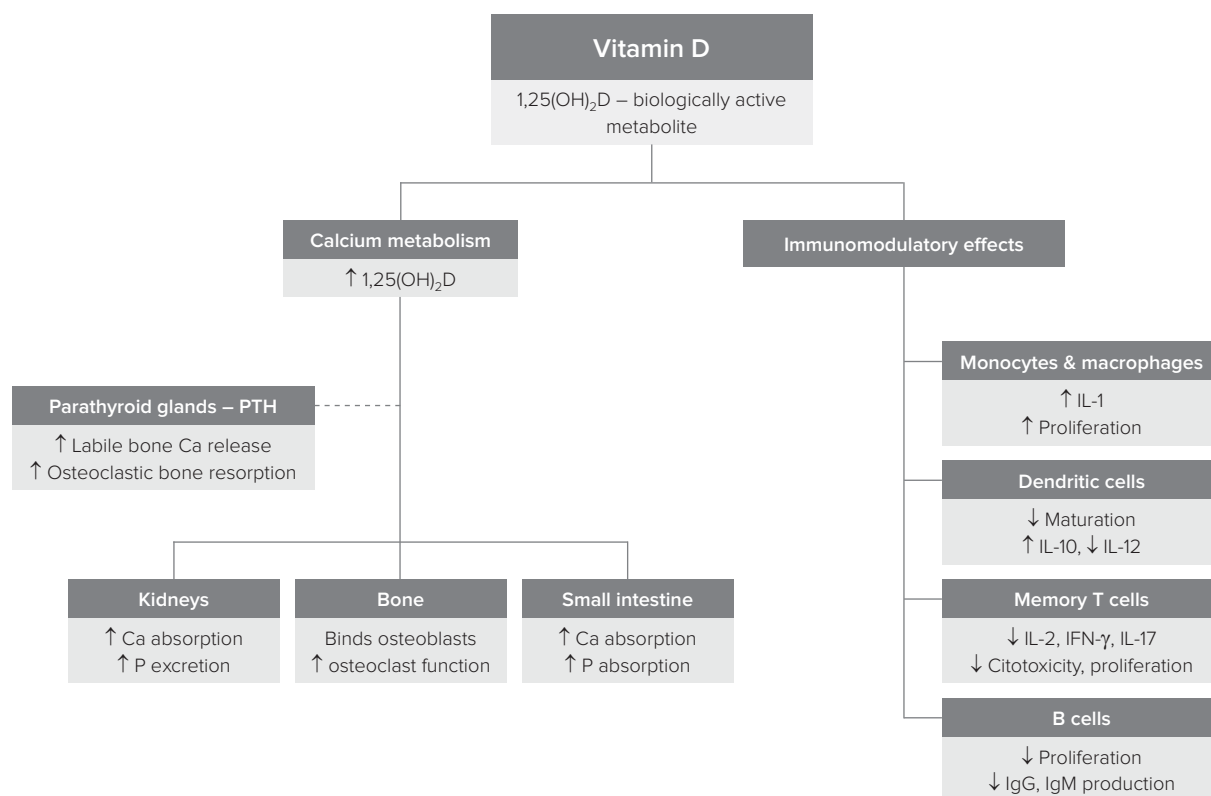 Vitamin D
1,25(OH)₂D – biologically active
metabolite
Calcium metabolism
↑ 1,25(OH)₂D
Immunomodulatory effects
Parathyroid glands – PTH
↑ Labile bone Ca release
↑ Osteoclastic bone resorption
Kidneys
↑ Ca absorption
↑ P excretion
Bone
Binds osteoblasts
↑ osteoclast function
Small intestine
↑ Ca absorption
↑ P absorption
Monocytes & macrophages
↑ IL-1
↑ Proliferation
Dendritic cells
↓ Maturation
↑ IL-10, ↓ IL-12
Memory T cells
↓ IL-2, IFN-γ, IL-17
↓ Citotoxicity, proliferation
B cells
↓ Proliferation
↓ IgG, IgM production